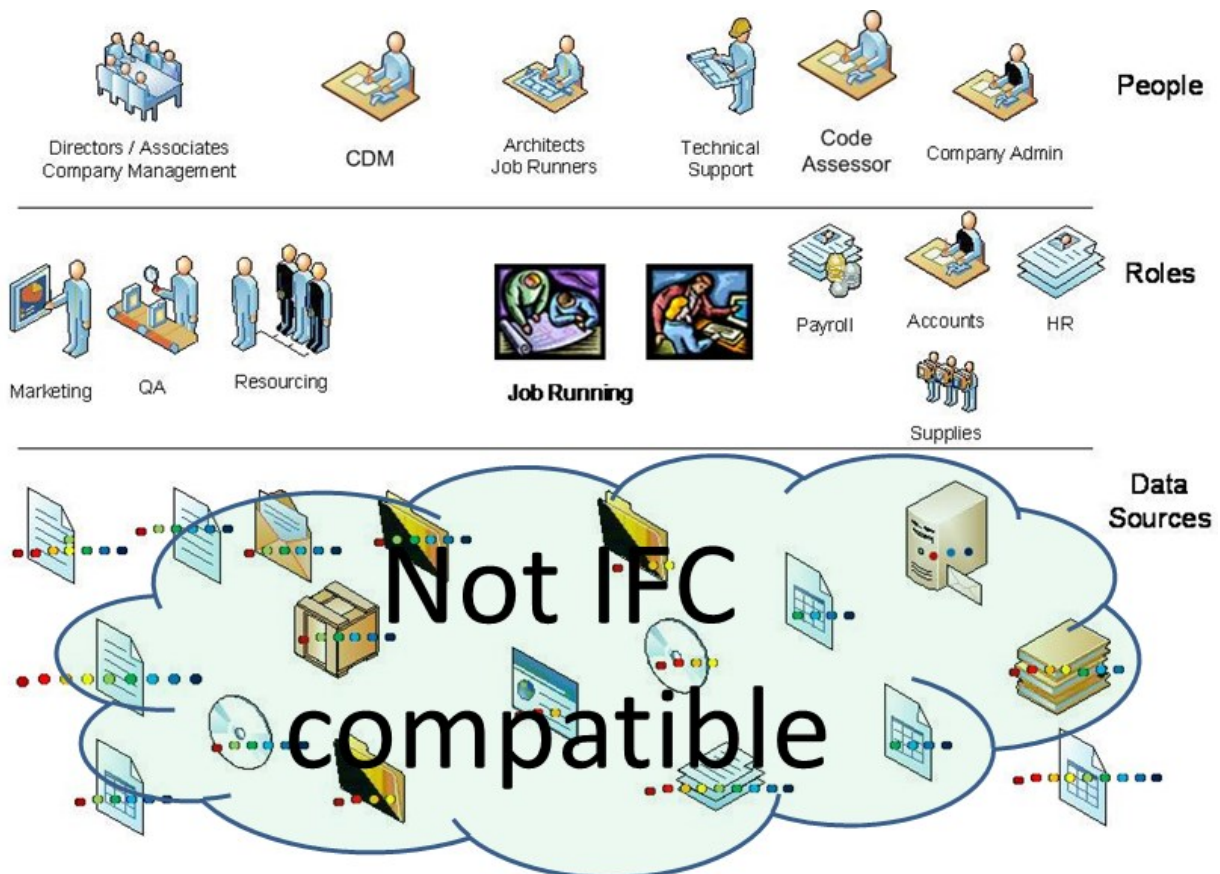 People
Directors / Associates
Company Management
CDM
Architects
Job Runners
Technical
Support
Code
Assessor
Company Admin
Roles
Marketing
QA
Resourcing
Job Running
Payroll
Accounts
HR
Supplies
Data
Sources
Not IFC
compatible